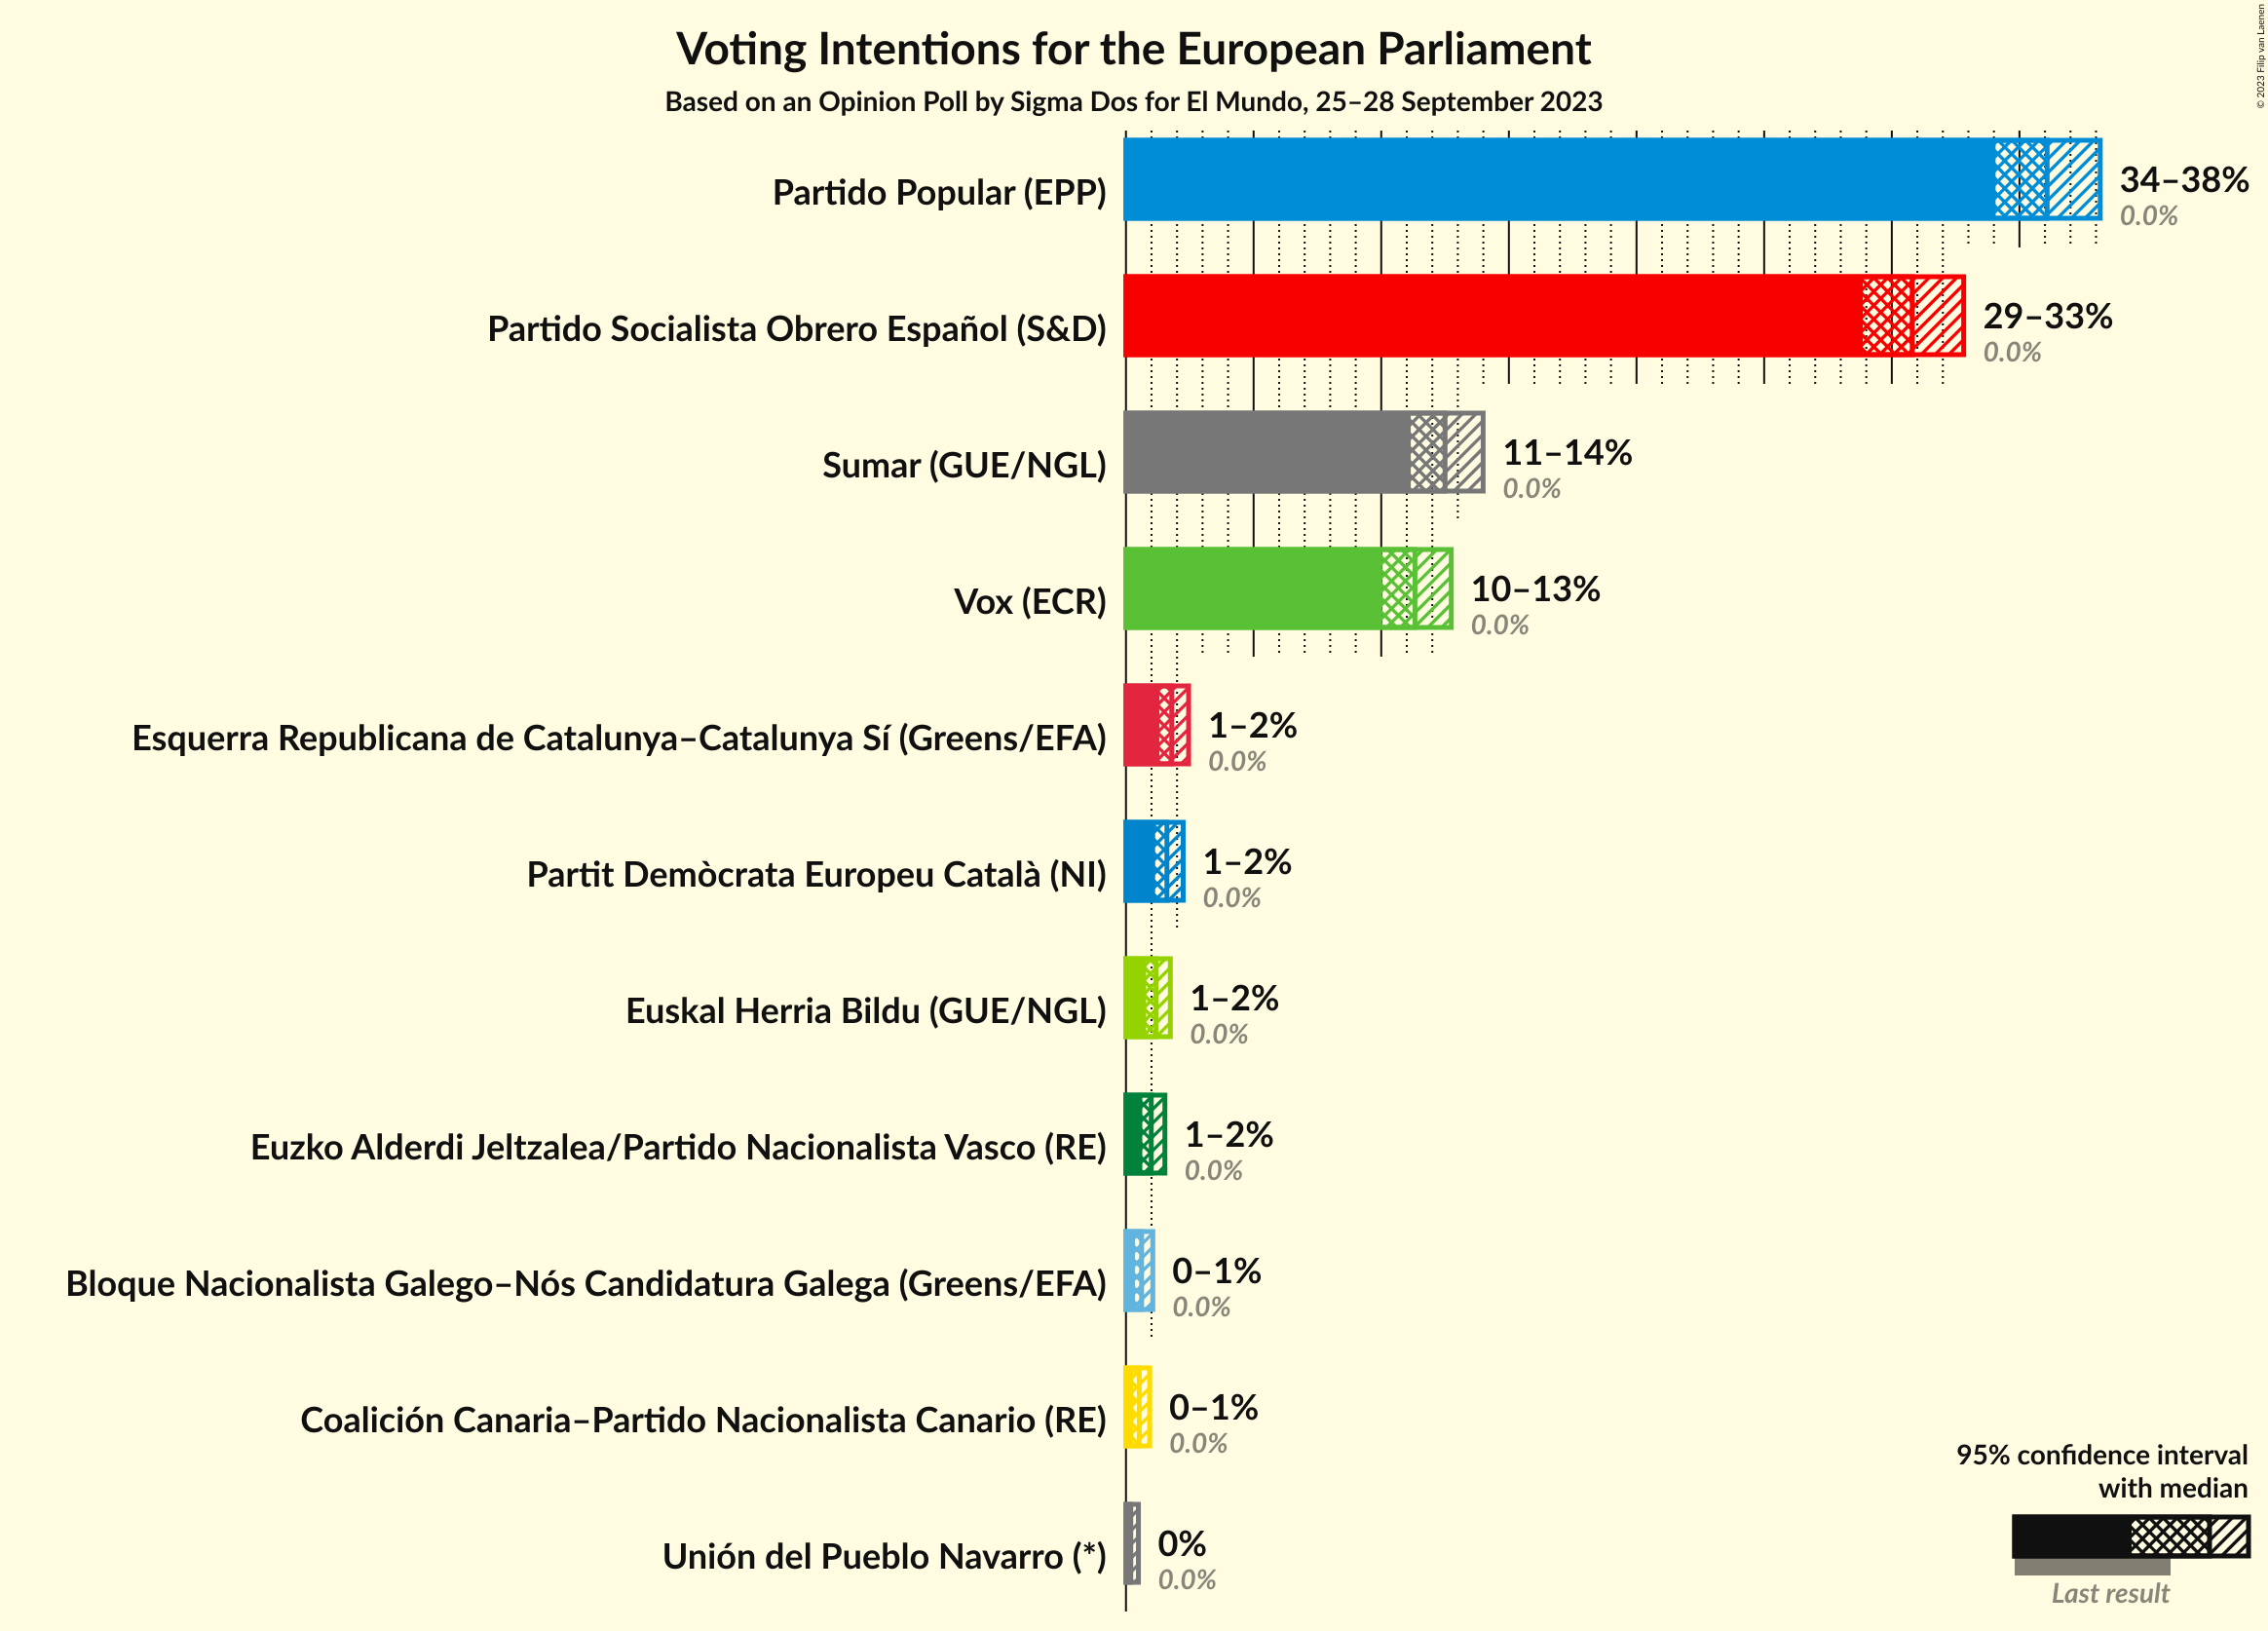 Voting Intentions for the European Parliament
Based on an Opinion Poll by Sigma Dos for El Mundo, 25–28 September 2023
© 2023 Filip van Laenen
Partido Popular (EPP)
34–38%
0.0%
Partido Socialista Obrero Español (S&D)
29–33%
0.0%
Sumar (GUE/NGL)
11–14%
0.0%
Vox (ECR)
10–13%
0.0%
Esquerra Republicana de Catalunya–Catalunya Sí (Greens/EFA)
1–2%
0.0%
Partit Demòcrata Europeu Català (NI)
1–2%
0.0%
Euskal Herria Bildu (GUE/NGL)
1–2%
0.0%
Euzko Alderdi Jeltzalea/Partido Nacionalista Vasco (RE)
1–2%
0.0%
Bloque Nacionalista Galego–Nós Candidatura Galega (Greens/EFA)
0–1%
0.0%
Coalición Canaria–Partido Nacionalista Canario (RE)
0–1%
0.0%
Unión del Pueblo Navarro (*)
0%
0.0%
95% confidence interval
with median
Last result